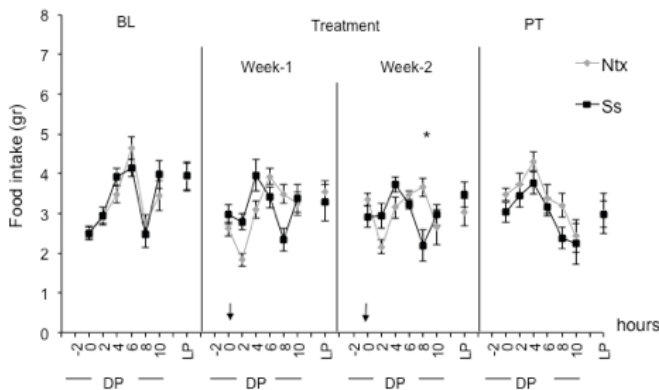 8
7
6
5
4
3
2
1
0
Food intake (gr)
BL
Treatment
PT
Week-1
Week-2
Ntx
Ss
*
-2 0 2 4 6 8 10 LP
-2 0 2 4 6 8 10 LP
-2 0 2 4 6 8 10 LP
-2 0 2 4 6 8 10 LP
hours
DP
DP
DP
DP